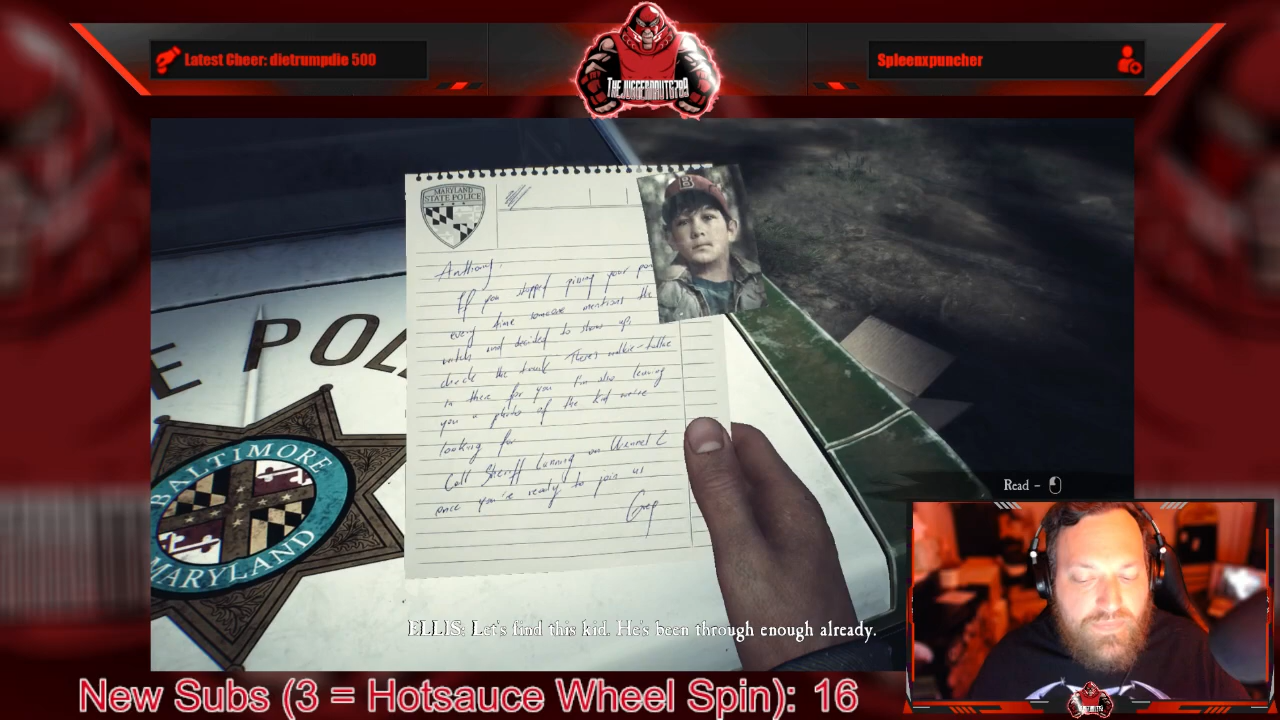 Latest Cheer: dietrumpdie 500
THEJUGGERNAUT6789
Spleenxpuncher
MARYLAND
STATE POLICE
Anthony,
If you stopped pissing your
every time someone mentions the
witch and decided to show up,
check the trunk. There's walkie-talkie
in there for you I'm also leaving
you a photo of the kid we're
looking for
Call Sheriff Lanning on Channel 2
once you're ready to join us
Greg
B
E POL
BALTIMORE
MARYLAND
Read -
ELLIS: Let's find this kid. He's been through enough already.
New Subs (3 = Hotsauce Wheel Spin): 16